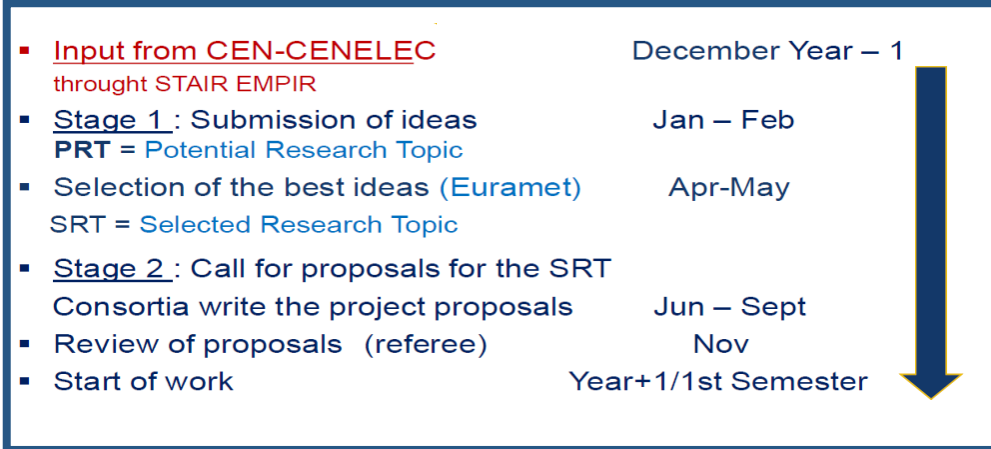 ▪ Input from CEN-CENELEC December Year – 1
throught STAIR EMPIR
▪ Stage 1 : Submission of ideas Jan – Feb
PRT = Potential Research Topic
▪ Selection of the best ideas (Euramet) Apr-May
SRT = Selected Research Topic
▪ Stage 2 : Call for proposals for the SRT
Consortia write the project proposals Jun – Sept
▪ Review of proposals (referee) Nov
▪ Start of work Year+1/1st Semester